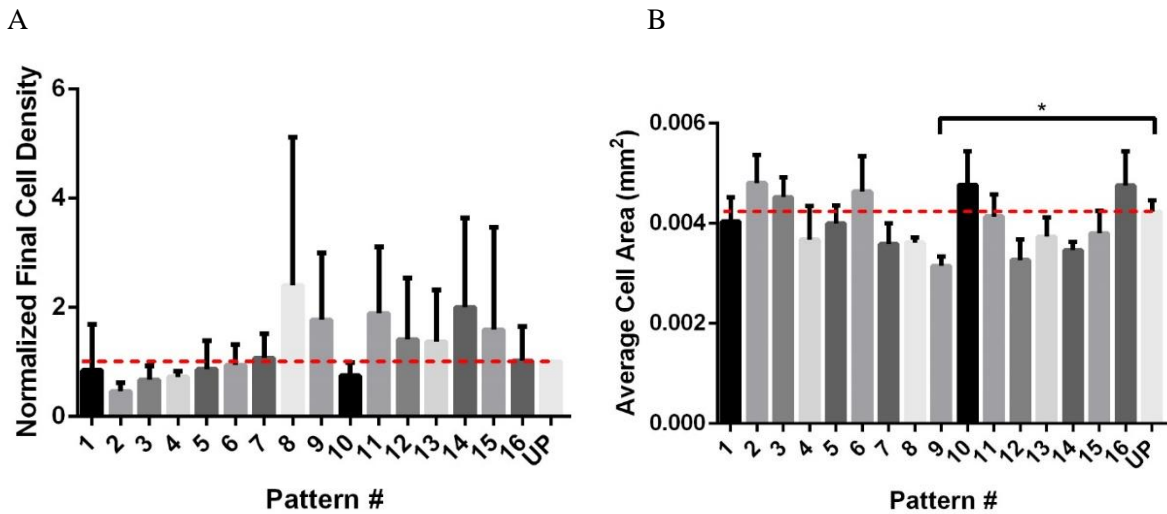 A
Normalized Final Cell Density
6
4
2
0
1 2 3 4 5 6 7 8 9 10 11 12 13 14 15 16 UP
Pattern #
B
*
Average Cell Area (mm²)
0.006
0.004
0.002
0.000
1 2 3 4 5 6 7 8 9 10 11 12 13 14 15 16 UP
Pattern #